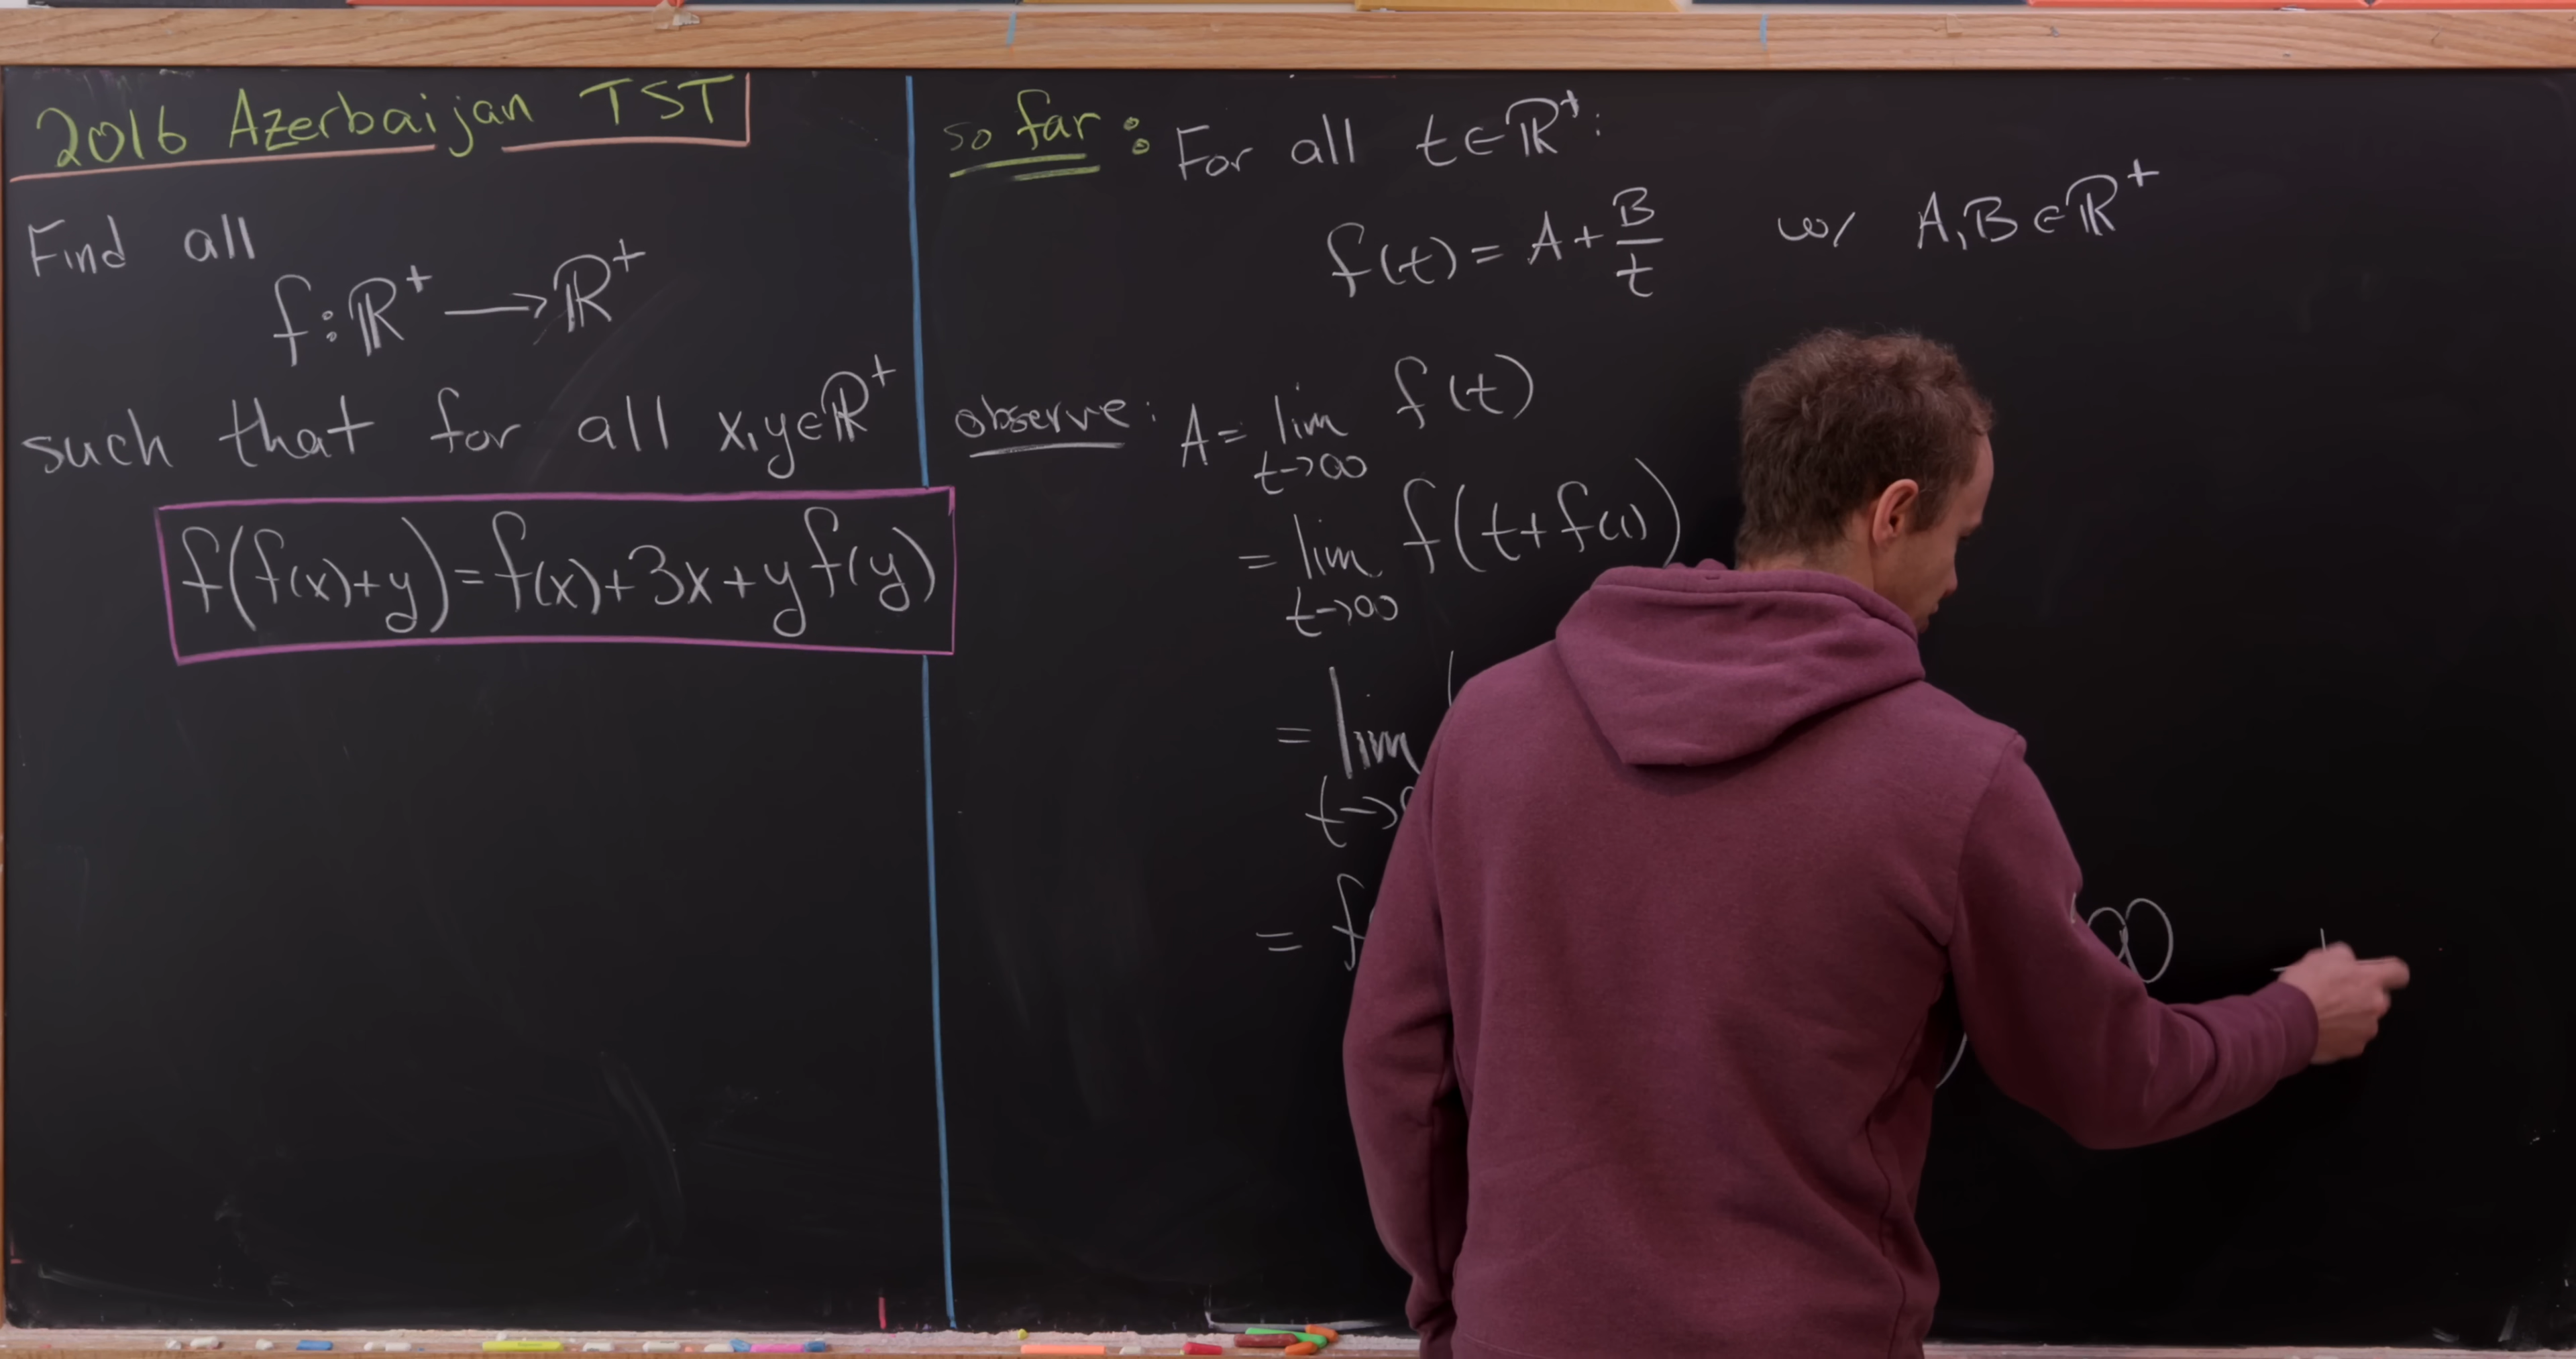 2016 Azerbaijan TST
Find all
f: ℝ⁺ → ℝ⁺
such that for all x,y∈ℝ⁺
f(f(x)+y)=f(x)+3x+yf(y)
so far: For all t∈ℝ⁺:
f(t)= A+B/t w/ A,B∈ℝ⁺
observe: A= lim t→∞ f(t)
= lim t→∞ f(t+f(1))
= lim
t→
= f ∞